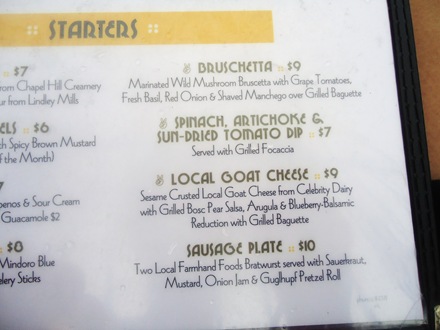 STARTERS
$7
rom Chapel Hill Creamery
ur from Lindley Mills
ELS :: $6
ch Spicy Brown Mustard
f the Month)
7
penos & Sour Cream
Guacamole $2
:: $8
Mindoro Blue
elery Sticks
BRUSCHETTA :: $9
Marinated Wild Mushroom Bruscetta with Grape Tomatoes,
Fresh Basil, Red Onion & Shaved Manchego over Grilled Baguette
SPINACH, ARTICHOKE &
SUN-DRIED TOMATO DIP :: $7
Served with Grilled Focaccia
LOCAL GOAT CHEESE :: $9
Sesame Crusted Local Goat Cheese from Celebrity Dairy
with Grilled Bosc Pear Salsa, Arugula & Blueberry-Balsamic
Reduction with Grilled Baguette
SAUSAGE PLATE :: $10
Two Local Farmhand Foods Bratwurst served with Sauerkraut,
Mustard, Onion Jam & Guglhupf Pretzel Roll